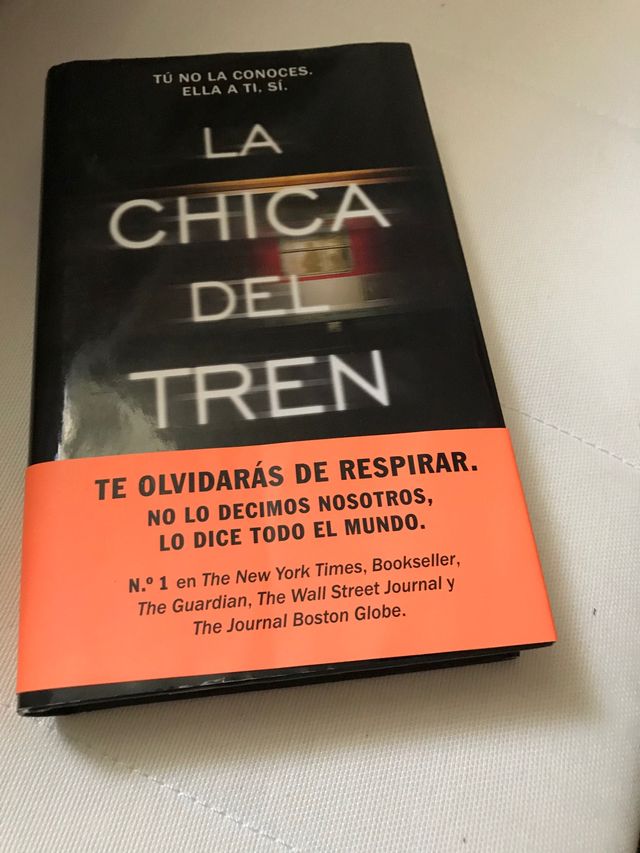 TÚ NO LA CONOCES.
ELLA A TI, SÍ.
LA
CHICA
DEL
TREN
TE OLVIDARÁS DE RESPIRAR.
NO LO DECIMOS NOSOTROS,
LO DICE TODO EL MUNDO.
N.º 1 en The New York Times, Bookseller,
The Guardian, The Wall Street Journal y
The Journal Boston Globe.